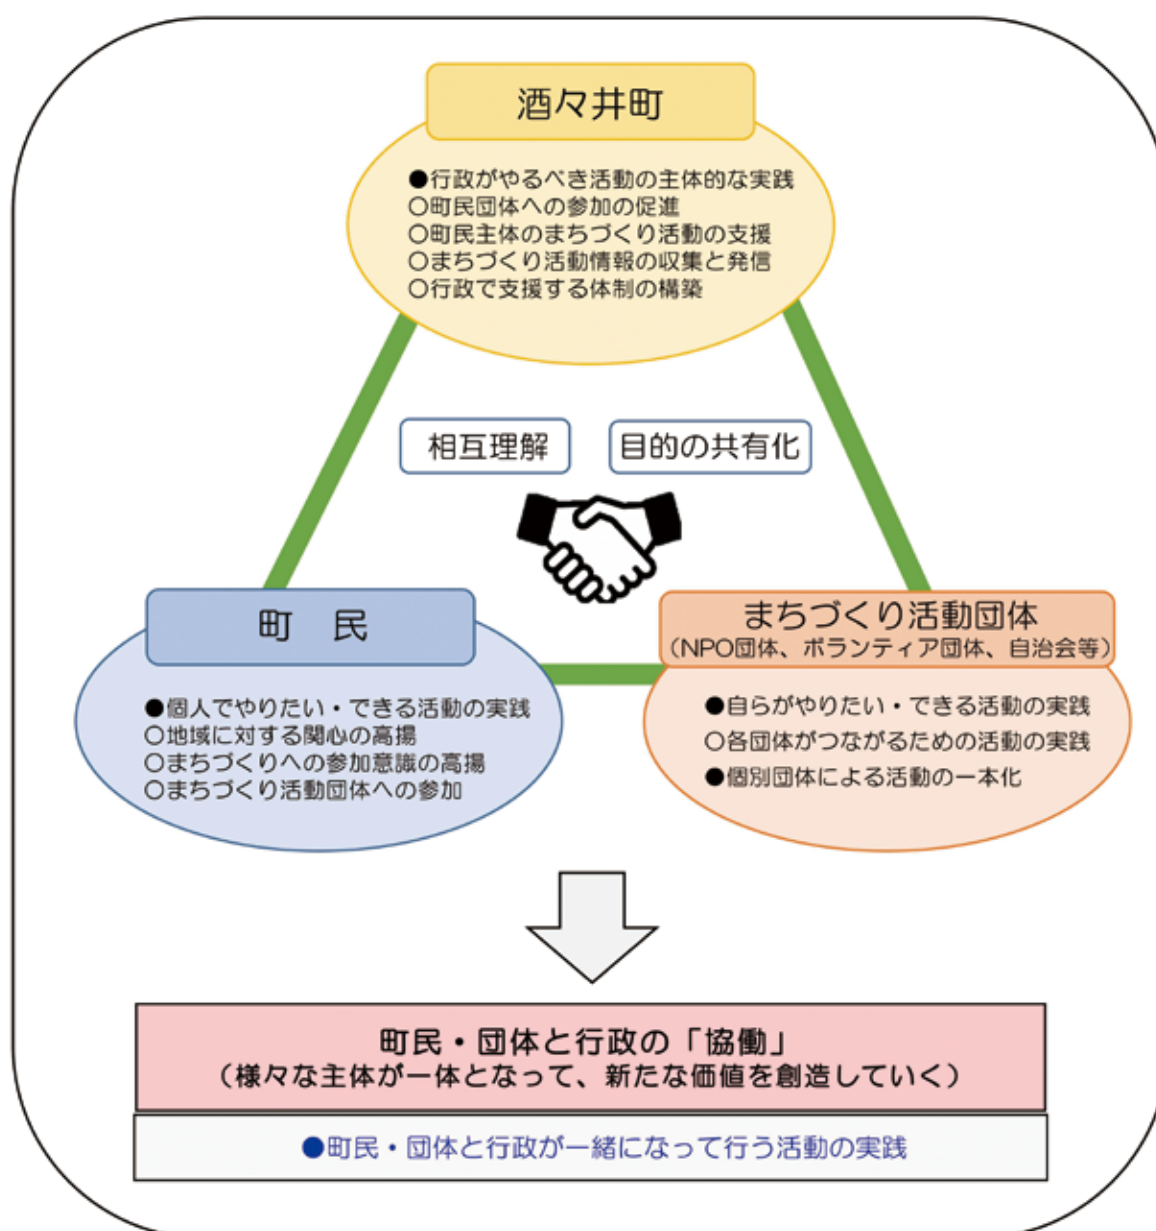 酒々井町
●行政がやるべき活動の主体的な実践
○町民団体への参加の促進
○町民主体のまちづくり活動の支援
○まちづくり活動情報の収集と発信
○行政で支援する体制の構築
相互理解
目的の共有化
町　民
●個人でやりたい・できる活動の実践
○地域に対する関心の高揚
○まちづくりへの参加意識の高揚
○まちづくり活動団体への参加
まちづくり活動団体
（NPO団体、ボランティア団体、自治会等）
●自らがやりたい・できる活動の実践
○各団体がつながるための活動の実践
●個別団体による活動の一本化
町民・団体と行政の「協働」
（様々な主体が一体となって、新たな価値を創造していく）
●町民・団体と行政が一緒になって行う活動の実践